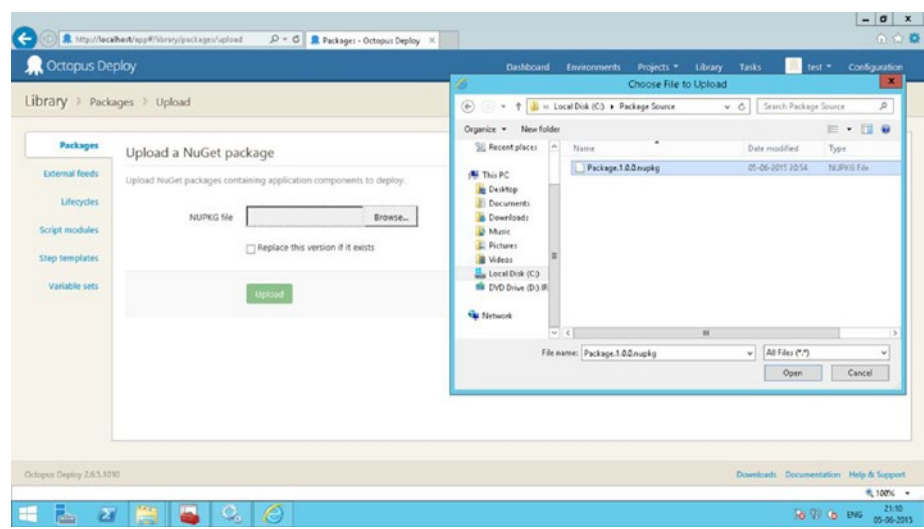 http://localhost/app#/library/packages/upload
Packages - Octopus Deploy
Octopus Deploy
Dashboard Environments Projects Library Tasks test Configuration
Library > Packages > Upload
Packages
External feeds
Lifecycles
Script modules
Step templates
Variable sets
Upload a NuGet package
Upload NuGet packages containing application components to deploy.
NUPKG file
Browse...
Replace this version if it exists
Upload
Choose File to Upload
« Local Disk (C:) ▸ Package Source
Search Package Source
Organize New folder
Recent places
This PC
Desktop
Documents
Downloads
Music
Pictures
Videos
Local Disk (C:)
DVD Drive (D:) IR
Network
Name Date modified Type
Package.1.0.0.nupkg 05-06-2015 20:54 NUPKG File
File name: Package.1.0.0.nupkg All Files (*.*)
Open Cancel
Octopus Deploy 2.6.5.1010
Downloads Documentation Help & Support
100%
ENG 21:10
05-06-2015